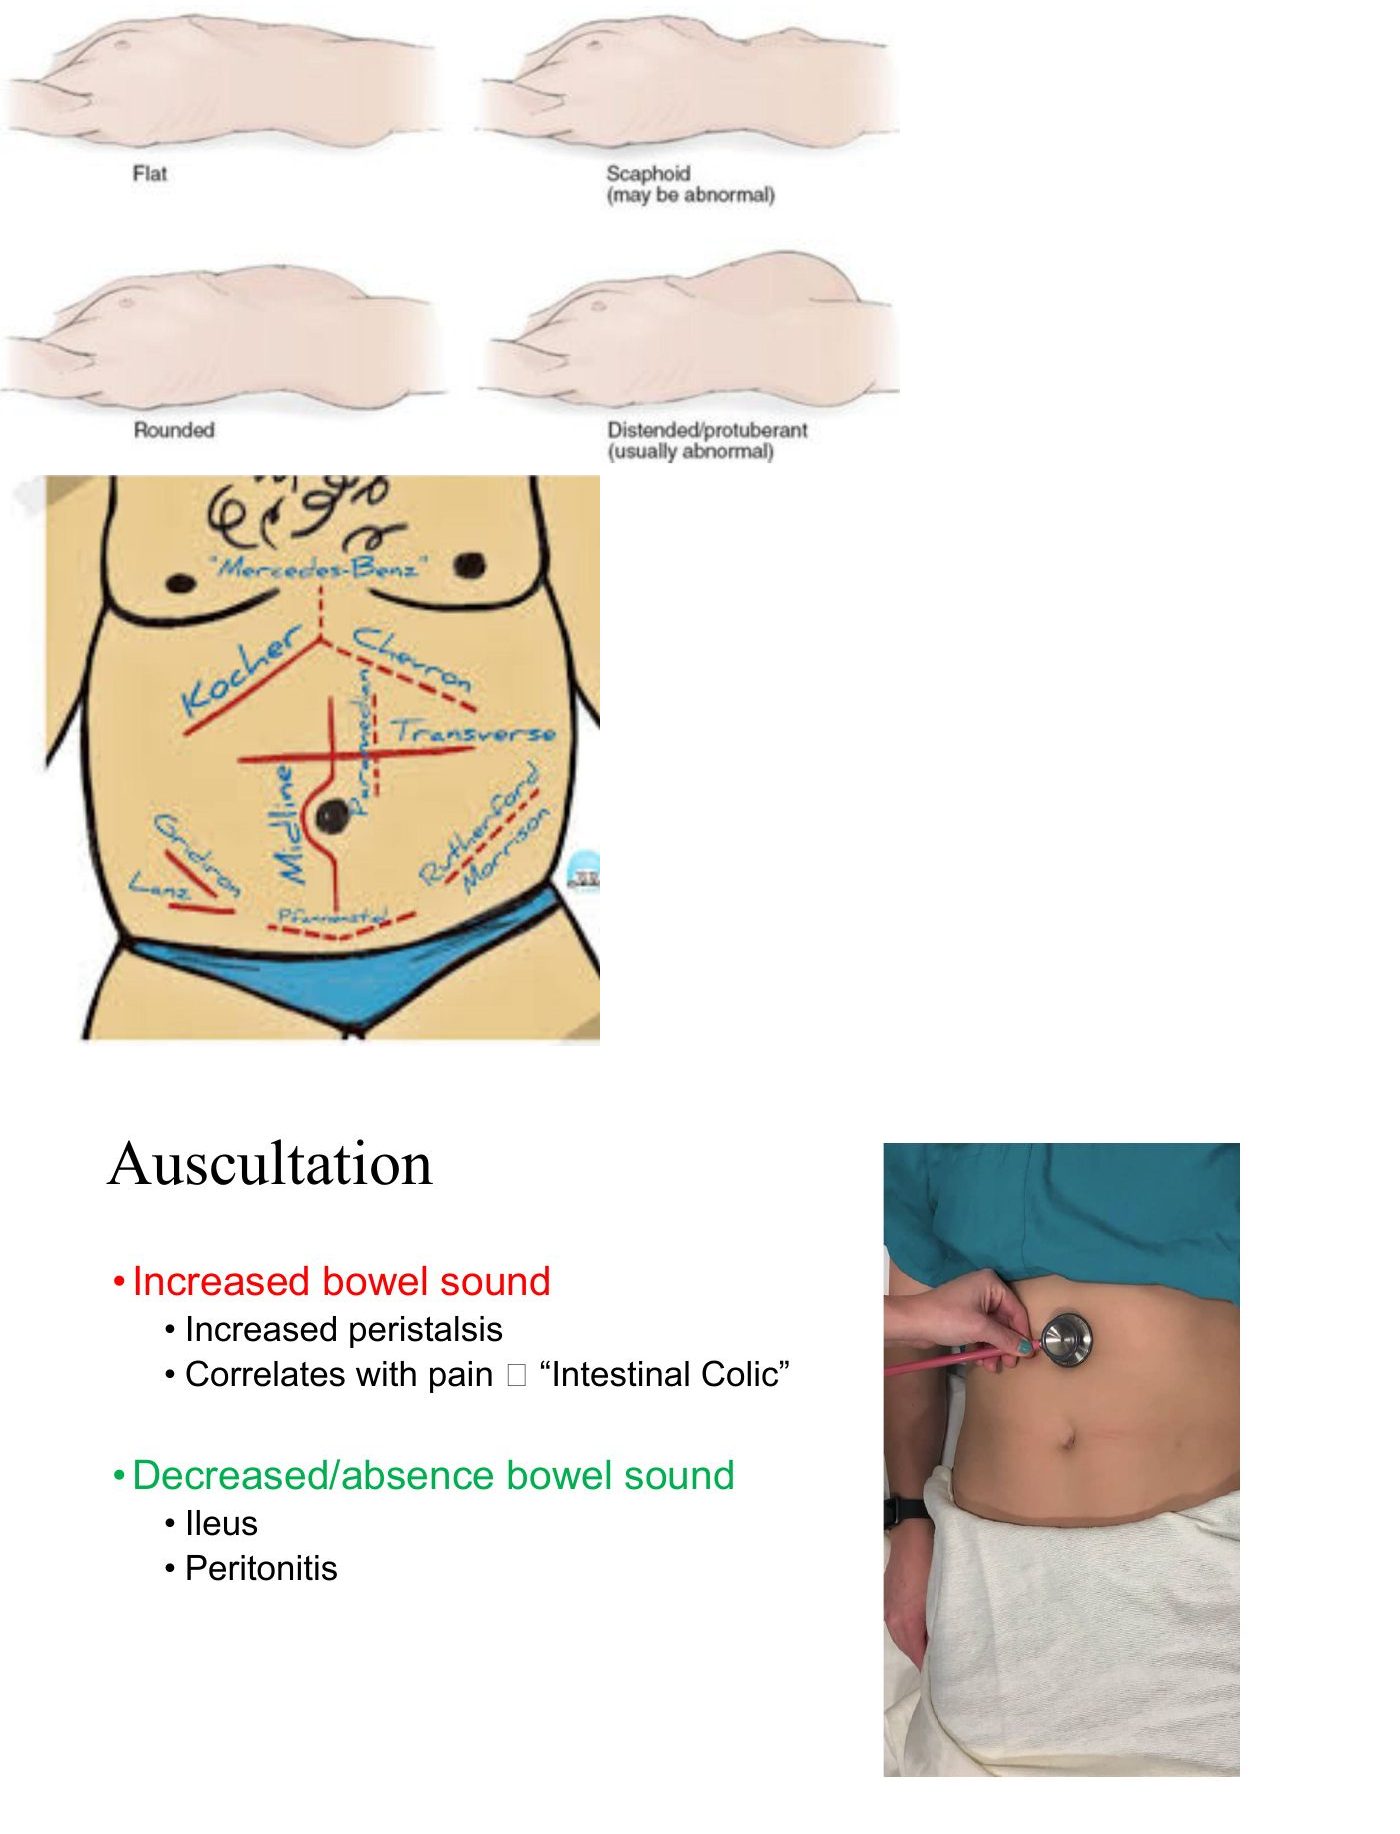 Flat
Scaphoid
(may be abnormal)
Rounded
Distended/protuberant
(usually abnormal)
"Mercedes-Benz"
Kocher
Chevron
Paramedian
Transverse
Midline
Rutherford
Morrison
Gridiron
Lanz
Pfannenstiel
Auscultation
• Increased bowel sound
• Increased peristalsis
• Correlates with pain □ “Intestinal Colic”
• Decreased/absence bowel sound
• Ileus
• Peritonitis